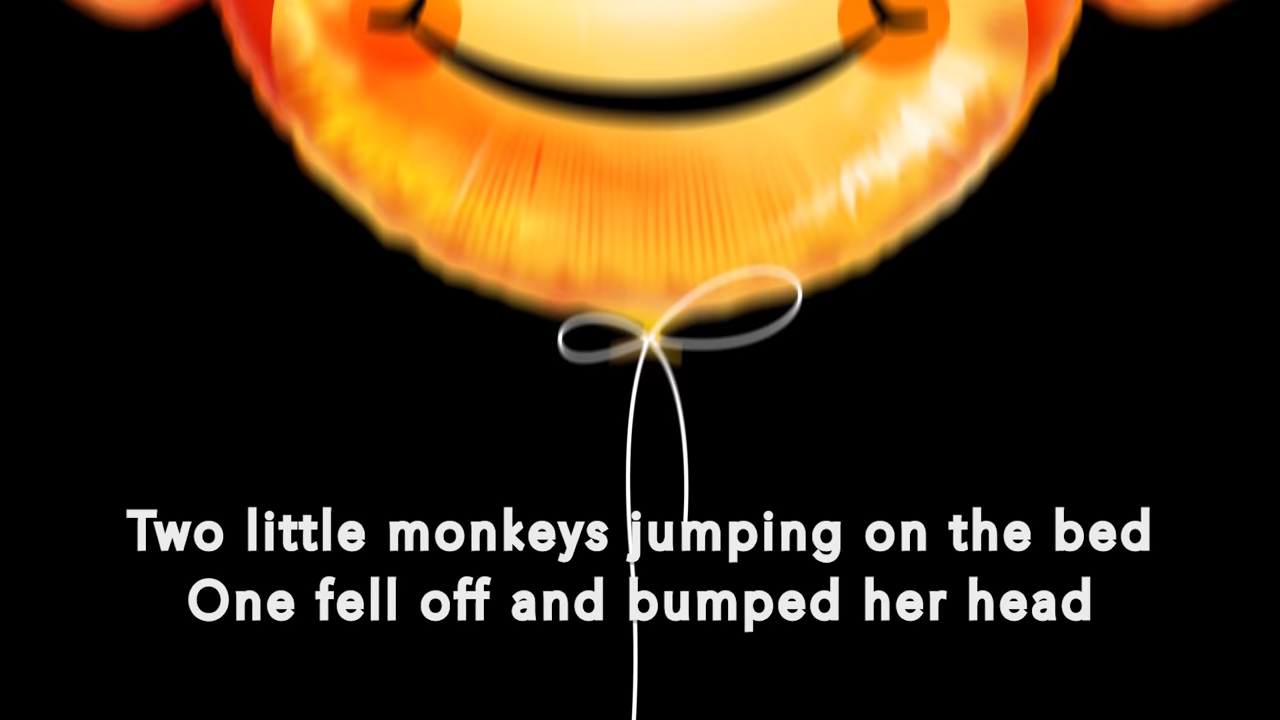 Two little monkeys jumping on the bed
One fell off and bumped her head